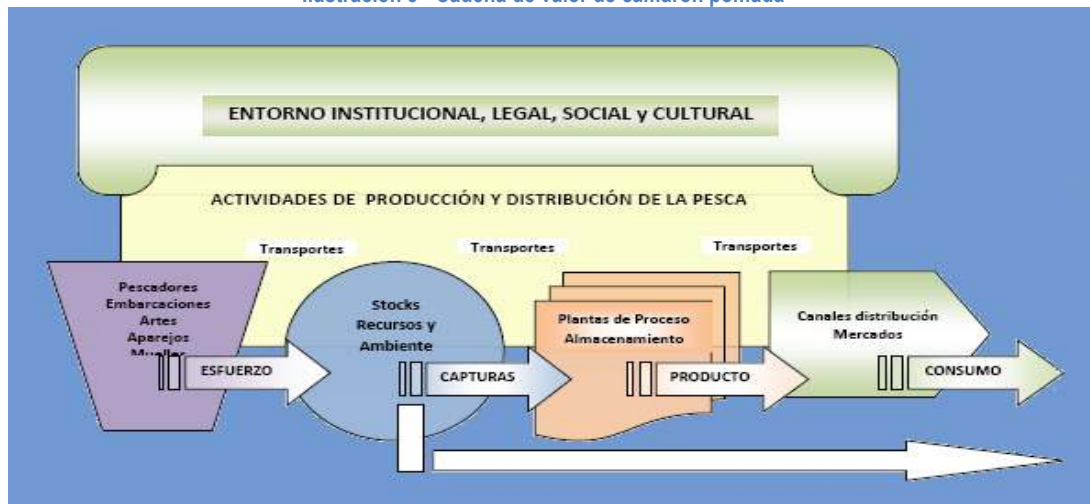 ENTORNO INSTITUCIONAL, LEGAL, SOCIAL y CULTURAL
ACTIVIDADES DE PRODUCCIÓN Y DISTRIBUCIÓN DE LA PESCA
Transportes
Transportes
Transportes
Pescadores
Embarcaciones
Artes
Aparejos
ESFUERZO
Stocks
Recursos y
Ambiente
CAPTURAS
Plantas de Proceso
Almacenamiento
PRODUCTO
Canales distribución
Mercados
CONSUMO